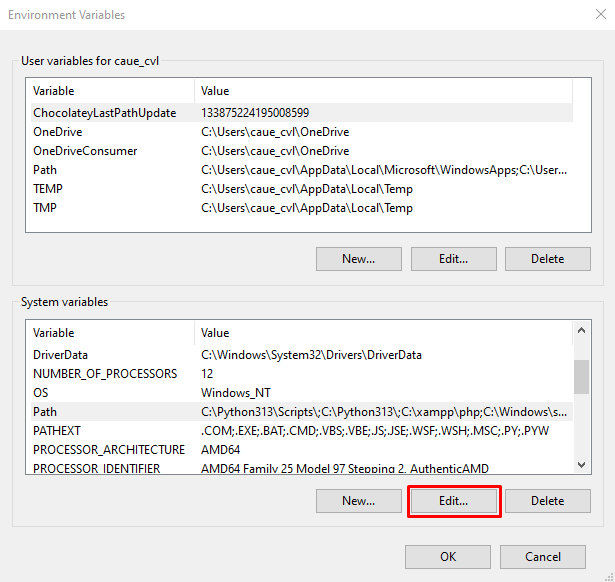 Environment Variables
User variables for caue_cvl
Variable Value
ChocolateyLastPathUpdate 133875224195008599
OneDrive C:\Users\caue_cvl\OneDrive
OneDriveConsumer C:\Users\caue_cvl\OneDrive
Path C:\Users\caue_cvl\AppData\Local\Microsoft\WindowsApps;C:\User...
TEMP C:\Users\caue_cvl\AppData\Local\Temp
TMP C:\Users\caue_cvl\AppData\Local\Temp
New... Edit... Delete
System variables
Variable Value
DriverData C:\Windows\System32\Drivers\DriverData
NUMBER_OF_PROCESSORS 12
OS Windows_NT
Path C:\Python313\Scripts\;C:\Python313\;C:\xampp\php;C:\Windows\s...
PATHEXT .COM;.EXE;.BAT;.CMD;.VBS;.VBE;.JS;.JSE;.WSF;.WSH;.MSC;.PY;.PYW
PROCESSOR_ARCHITECTURE AMD64
PROCESSOR_IDENTIFIER AMD64 Family 25 Model 97 Stepping 2, AuthenticAMD
New... Edit... Delete
OK Cancel